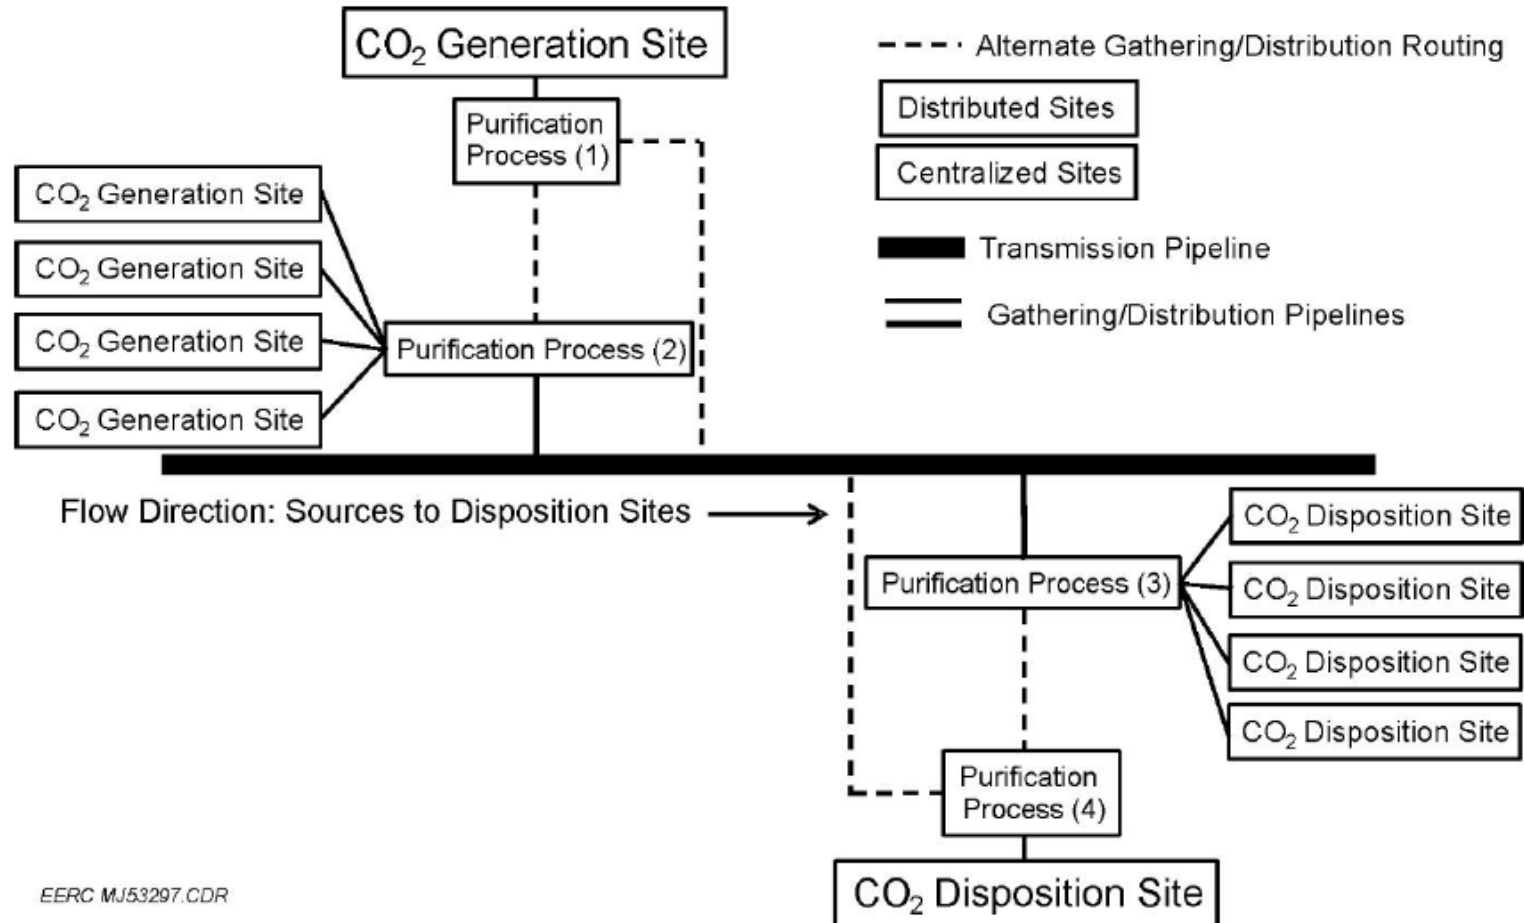 CO₂ Generation Site
Alternate Gathering/Distribution Routing
Purification
Process (1)
Distributed Sites
Centralized Sites
CO₂ Generation Site
CO₂ Generation Site
CO₂ Generation Site
CO₂ Generation Site
Purification Process (2)
Transmission Pipeline
Gathering/Distribution Pipelines
Flow Direction: Sources to Disposition Sites
Purification Process (3)
CO₂ Disposition Site
CO₂ Disposition Site
CO₂ Disposition Site
CO₂ Disposition Site
Purification
Process (4)
CO₂ Disposition Site
EERC MJ53297.CDR